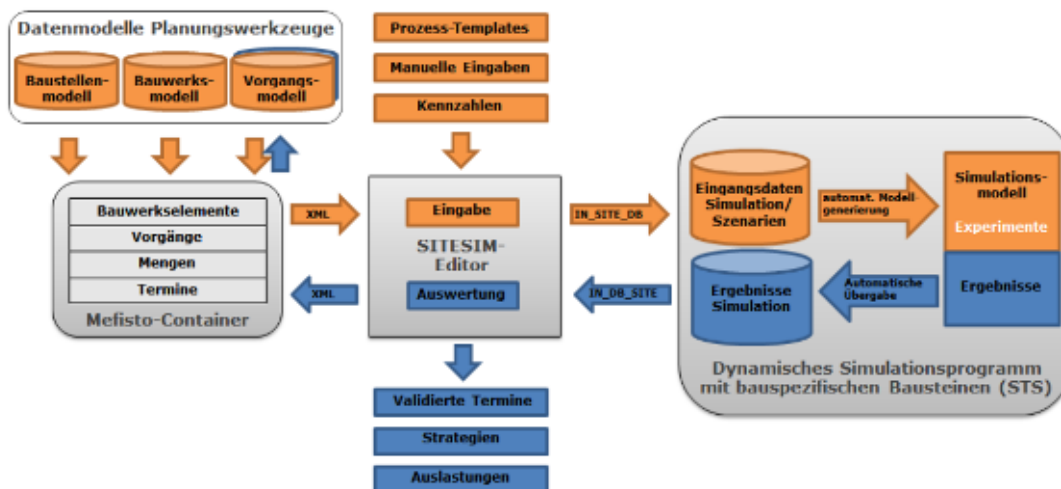 Datenmodelle Planungswerkzeuge
Baustellen-
modell
Bauwerks-
modell
Vorgangs-
modell
Prozess-Templates
Manuelle Eingaben
Kennzahlen
Bauwerkselemente
Vorgänge
Mengen
Termine
Mefisto-Container
XML
XML
Eingabe
SITESIM-
Editor
Auswertung
IN_SITE_DB
IN_DB_SITE
Eingangsdaten
Simulation/
Szenarien
automat. Modell-
generierung
Simulations-
modell
Experimente
Ergebnisse
Simulation
Automatische
Übergabe
Ergebnisse
Dynamisches Simulationsprogramm
mit bauspezifischen Bausteinen (STS)
Validierte Termine
Strategien
Auslastungen